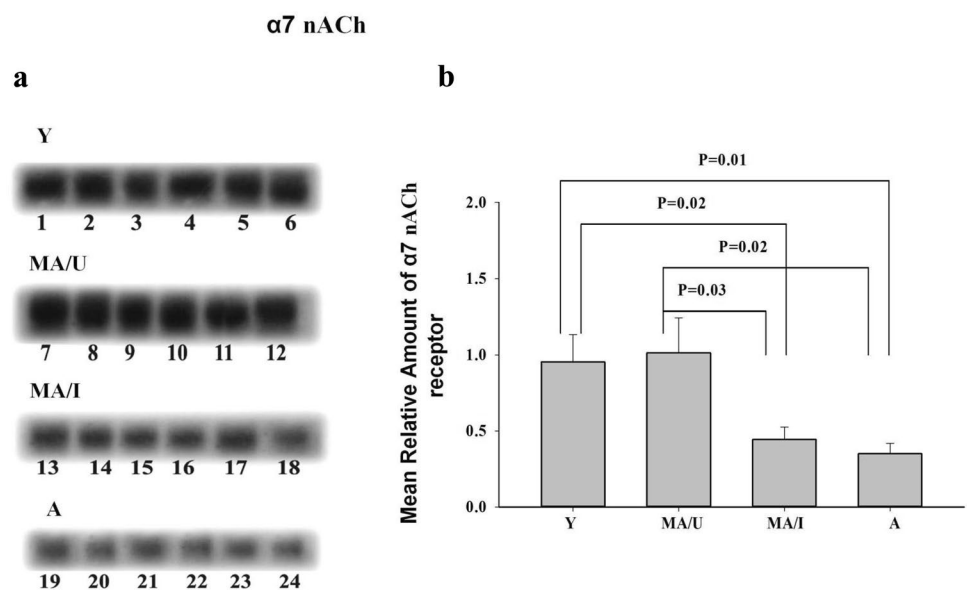 α7 nACh
a
Y
1 2 3 4 5 6
MA/U
7 8 9 10 11 12
MA/I
13 14 15 16 17 18
A
19 20 21 22 23 24
b
Mean Relative Amount of α7 nACh
receptor
2.0
1.5
1.0
0.5
0.0
P=0.01
P=0.02
P=0.02
P=0.03
Y MA/U MA/I A